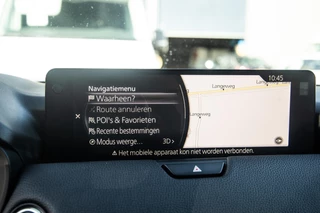 10:45
Navigatiemenu
Waarheen?
Route annuleren
POI's & Favorieten
Recente bestemmingen
Modus weerge... 3D>
Langeweg
Langeweg
Het mobiele apparaat kon niet worden verbonden.